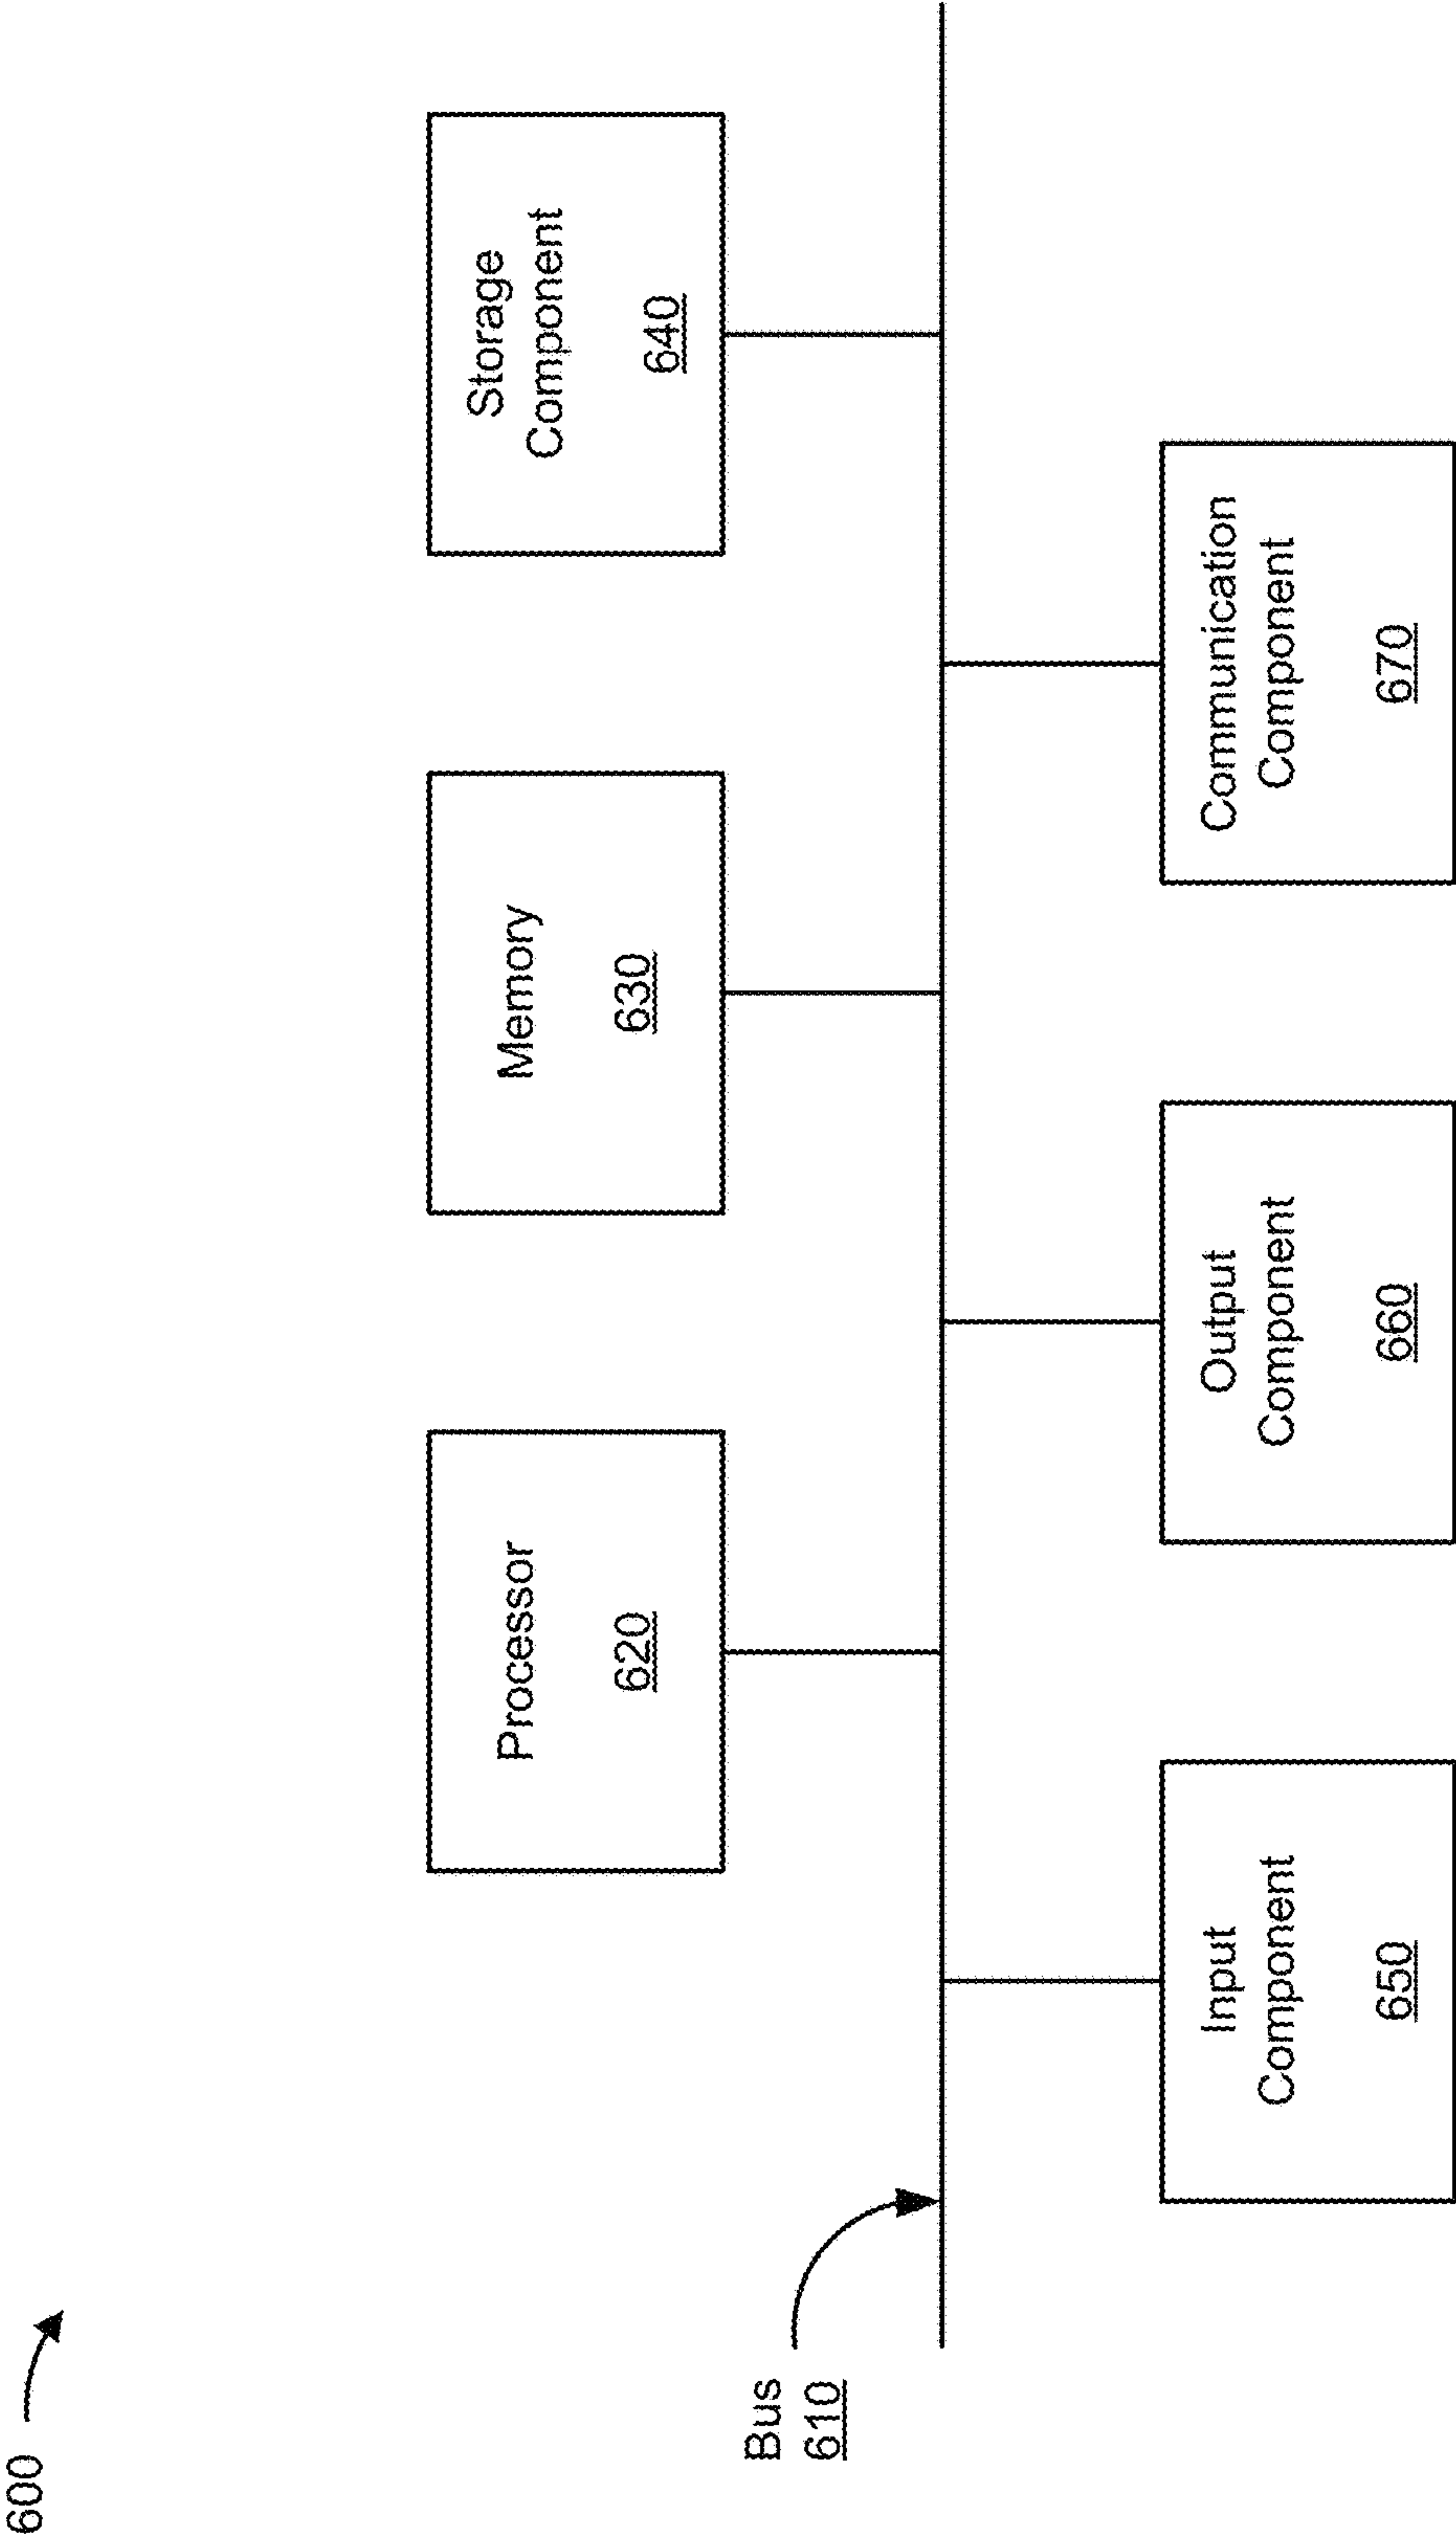 600
Processor
620
Memory
630
Storage
Component
640
Bus
610
Input
Component
650
Output
Component
660
Communication
Component
670